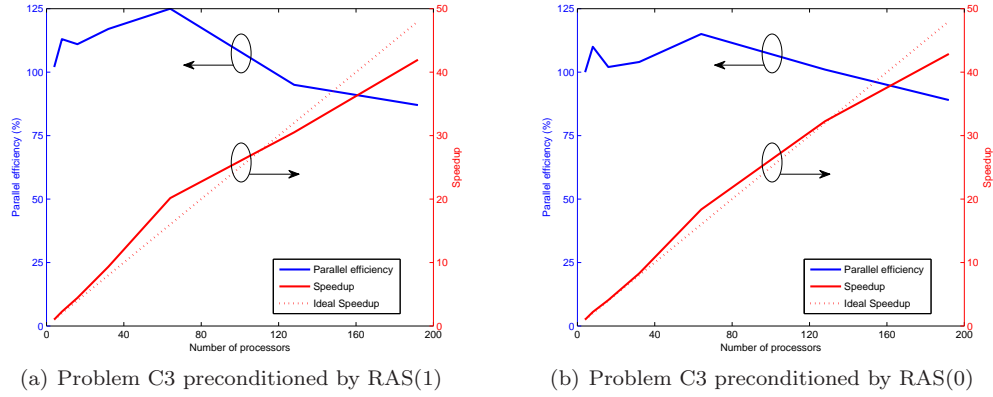 125
100
75
50
25
0
Parallel efficiency (%)
50
40
30
20
10
0
Speedup
0
40
80
120
160
200
Number of processors
Parallel efficiency
Speedup
Ideal Speedup
(a) Problem C3 preconditioned by RAS(1)
125
100
75
50
25
0
Parallel efficiency (%)
50
40
30
20
10
0
Speedup
0
40
80
120
160
200
Number of processors
Parallel efficiency
Speedup
Ideal Speedup
(b) Problem C3 preconditioned by RAS(0)